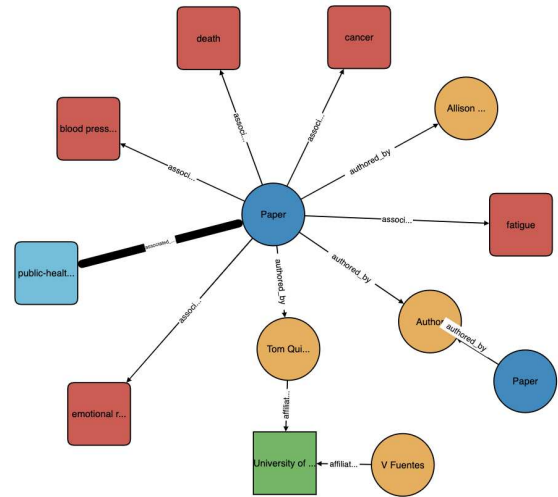 death
cancer
Allison ...
blood press...
associ...
associ...
authored_by
associ...
Paper
associ...
fatigue
associated_...
public-healt...
authored_by
authored_by
associ...
Author
authored_by
Tom Qui...
Paper
emotional r...
affiliat...
University of ...
affiliat...
V Fuentes